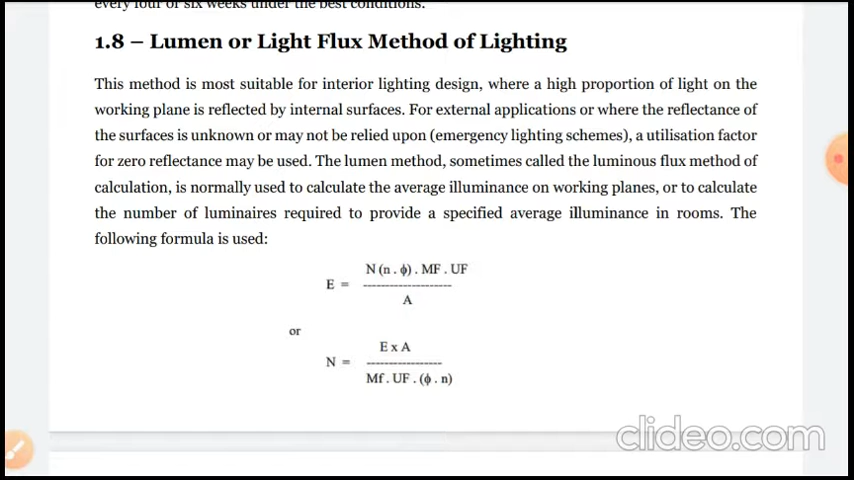 every four or six weeks under the best conditions.
1.8 – Lumen or Light Flux Method of Lighting
This method is most suitable for interior lighting design, where a high proportion of light on the
working plane is reflected by internal surfaces. For external applications or where the reflectance of
the surfaces is unknown or may not be relied upon (emergency lighting schemes), a utilisation factor
for zero reflectance may be used. The lumen method, sometimes called the luminous flux method of
calculation, is normally used to calculate the average illuminance on working planes, or to calculate
the number of luminaires required to provide a specified average illuminance in rooms. The
following formula is used:
N (n . ϕ) . MF . UF
E = ---------------------
A
or
E x A
N = -----------------
Mf . UF . (ϕ . n)
clideo.com